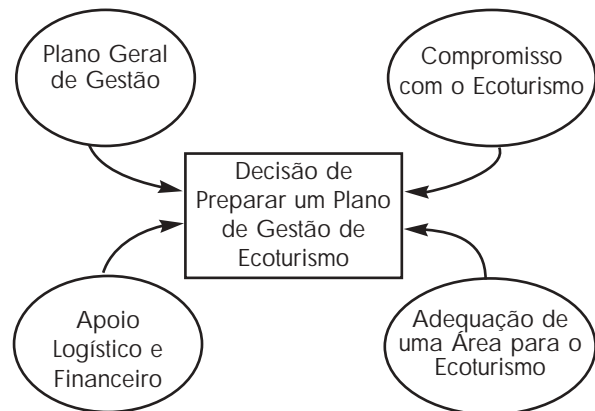 Plano Geral
de Gestão
Compromisso
com o Ecoturismo
Decisão de
Preparar um Plano
de Gestão de
Ecoturismo
Apoio
Logístico e
Financeiro
Adequação de
uma Área para o
Ecoturismo